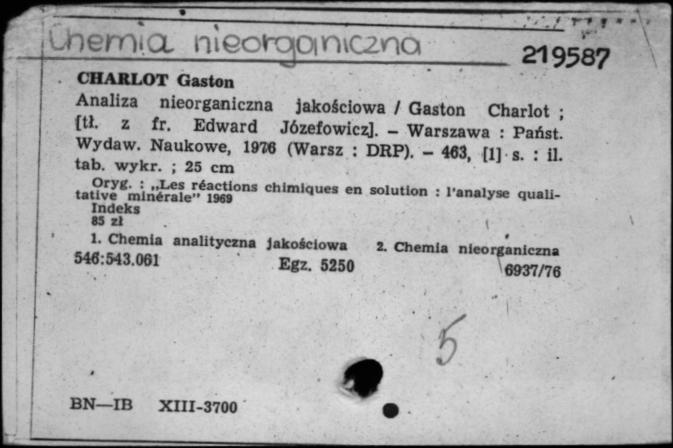 Chemia nieorganiczna
219587
CHARLOT Gaston
Analiza nieorganiczna jakościowa / Gaston Charlot ;
[tł. z fr. Edward Józefowicz]. — Warszawa : Państ.
Wydaw. Naukowe, 1976 (Warsz : DRP). — 463, [1] s. : il.
tab. wykr. ; 25 cm
Oryg. : „Les réactions chimiques en solution : l'analyse quali-
tative minérale" 1969
Indeks
85 zł
1. Chemia analityczna jakościowa 2. Chemia nieorganiczna
546:543.061 Egz. 5250 6937/76
5
BN—IB XIII-3700